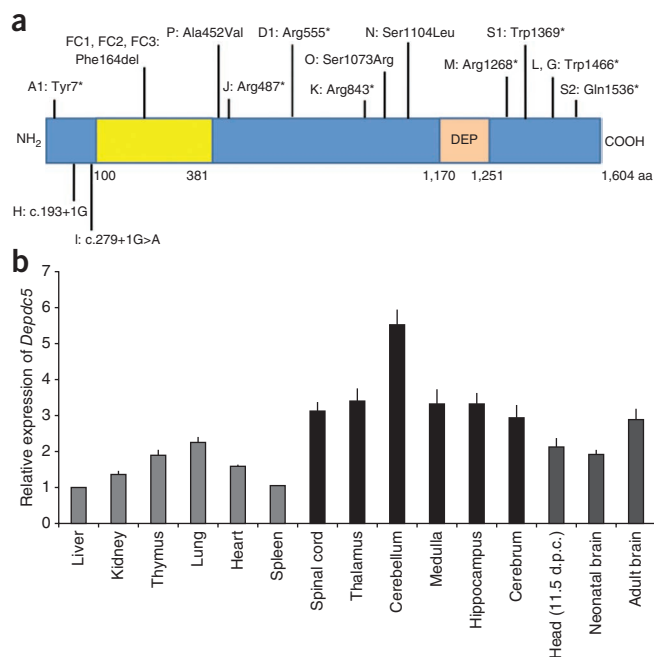 a
P: Ala452Val
D1: Arg555*
N: Ser1104Leu
S1: Trp1369*
FC1, FC2, FC3:
Phe164del
O: Ser1073Arg
M: Arg1268*
L, G: Trp1466*
A1: Tyr7*
J: Arg487*
K: Arg843*
S2: Gln1536*
NH2
DEP
COOH
100
381
1,170
1,251
1,604 aa
H: c.193+1G
I: c.279+1G>A
b
Relative expression of Depdc5
7
6
5
4
3
2
1
0
Liver
Kidney
Thymus
Lung
Heart
Spleen
Spinal cord
Thalamus
Cerebellum
Medulla
Hippocampus
Cerebrum
Head (11.5 d.p.c.)
Neonatal brain
Adult brain